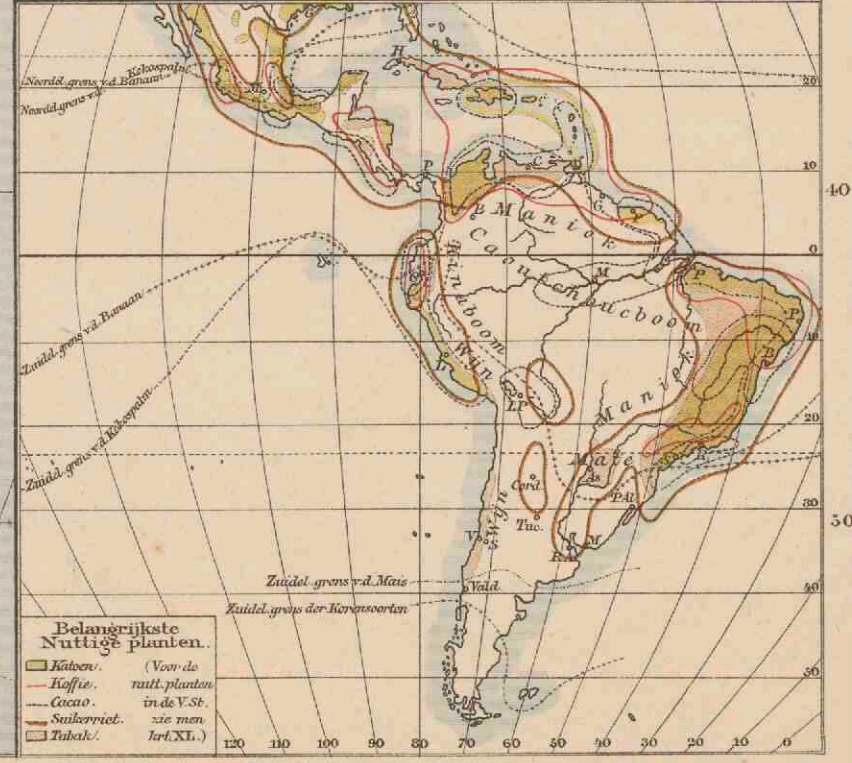 Kokospalm
Noordel. grens v.d. Banaan
Noordel. grens v.d.
H
20
10
40
P
C
G
B
Maniok
0
Caoutchoucboom
Kinaboom
M
P
Zuidel. grens v.d. Banaan
P
10
Wijn
L
B
LP
Maniok
Zuidel. grens v.d. Kokospalm
20
R
Mate
As
Cord.
PAl
30
Tuc.
50
Wijn
V
S
M
BA
Zuidel. grens v.d. Mais
Vald
40
Zuidel. grens der Korensoorten
Belangrijkste
Nuttige planten.
Katoen. (Voor de
Koffie. nutt. planten
Cacao. in de V. St.
Suikerriet. zie men
Tabak. krt. XL.)
50
120 110 100 90 80 70 60 50 40 30 20 10 0